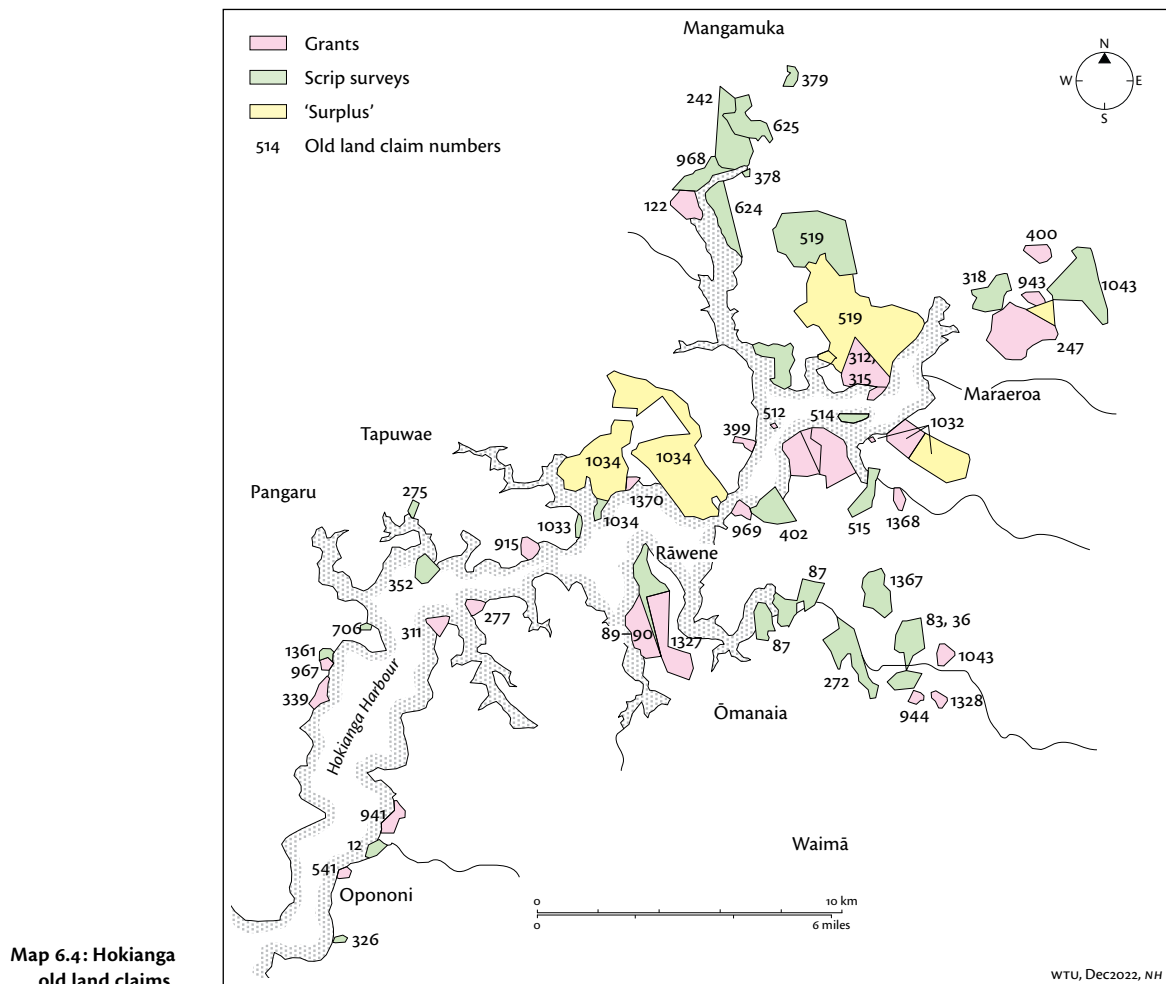 Mangamuka
Grants
Scrip surveys
'Surplus'
514 Old land claim numbers
N
W E
S
379
242
625
968
378
122
624
519
400
318
943
1043
519
247
312,
315
Maraeroa
512
514
1032
399
Tapuwae
1034
1034
Pangaru
275
1370
1034
1033
969
402
515
1368
915
Rāwene
352
87
1367
277
706
311
83, 36
89–90
1327
87
1361
967
1043
339
272
944
1328
Ōmanaia
Hokianga Harbour
941
12
Waimā
541
Opononi
0 10 km
0 6 miles
326
Map 6.4: Hokianga
old land claims
WTU, Dec2022, NH